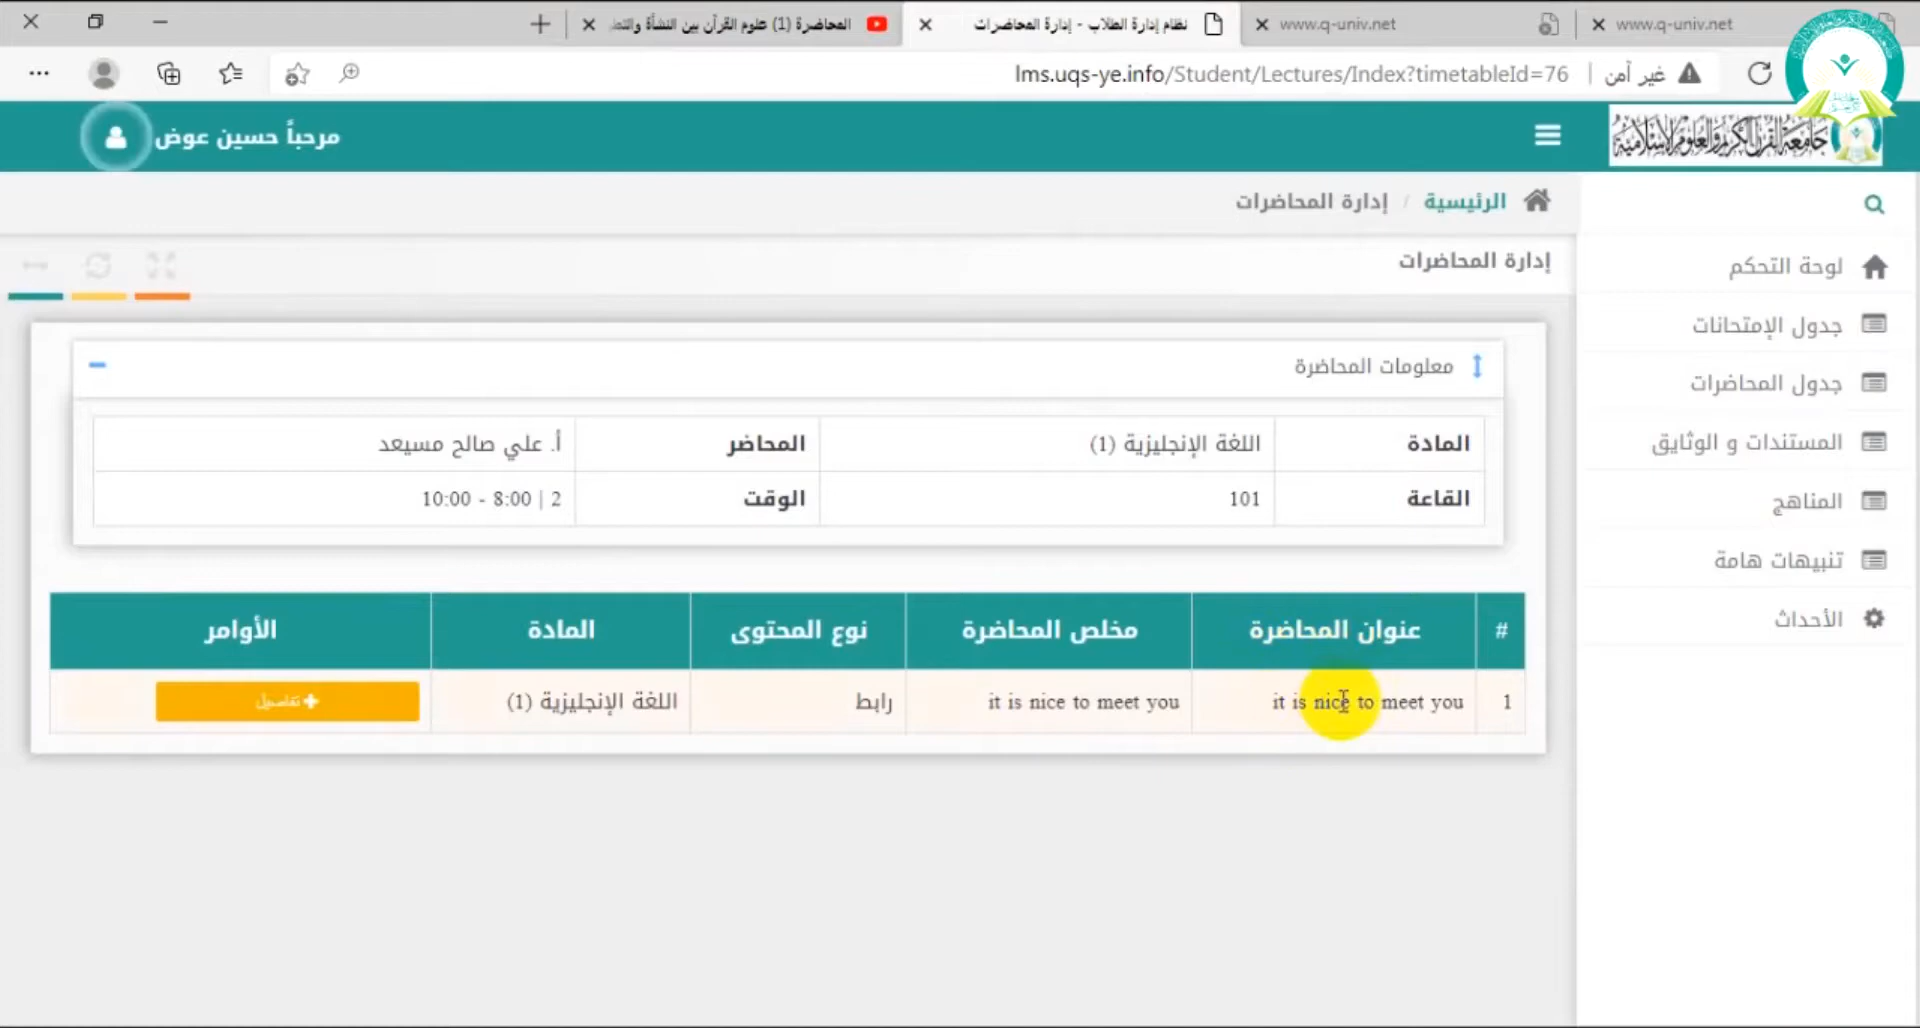 www.q-univ.net
www.q-univ.net
نظام إدارة الطلاب - إدارة المحاضرات
المحاضرة (1) علوم القرآن بين النشأة والتط
غير آمن
lms.uqs-ye.info/Student/Lectures/Index?timetableId=76
جامعة القرآن الكريم والعلوم الإسلامية
مرحباً حسين عوض
الرئيسية / إدارة المحاضرات
إدارة المحاضرات
لوحة التحكم
جدول الإمتحانات
جدول المحاضرات
المستندات و الوثايق
المناهج
تنبيهات هامة
الأحداث
معلومات المحاضرة
المادة اللغة الإنجليزية (1) المحاضر أ. علي صالح مسيعد
القاعة 101 الوقت 2 | 8:00 - 10:00
# عنوان المحاضرة مخلص المحاضرة نوع المحتوى المادة الأوامر
1 it is nice to meet you it is nice to meet you رابط اللغة الإنجليزية (1) تفاصيل